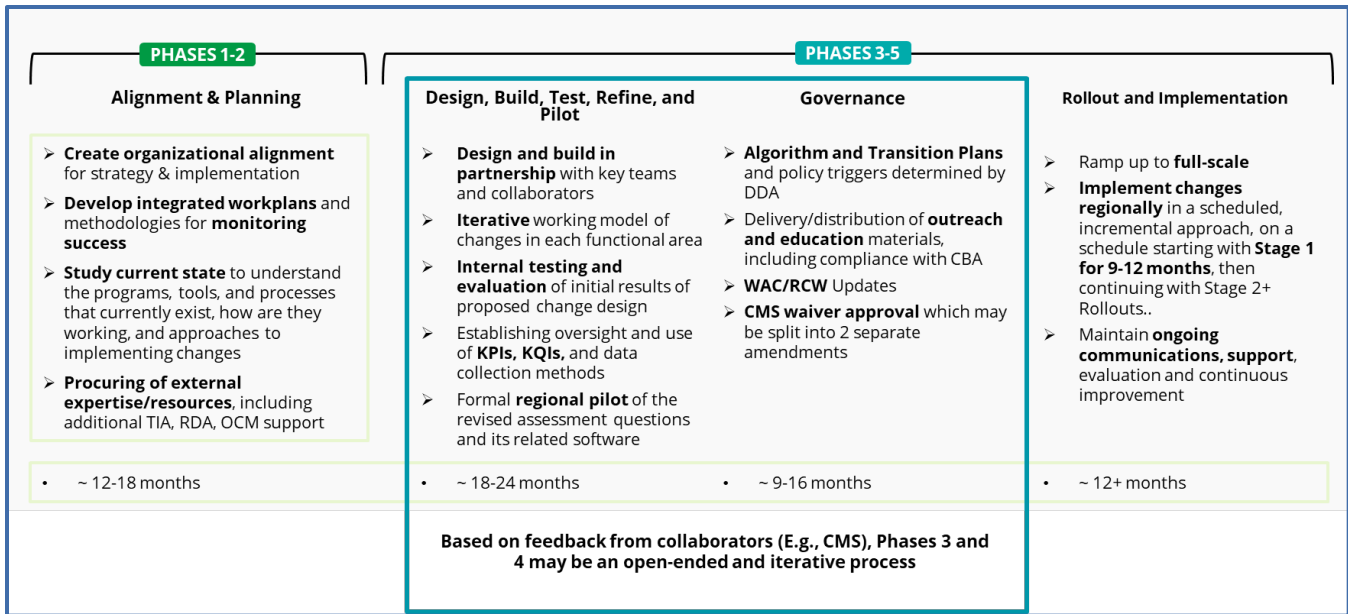 PHASES 1-2
PHASES 3-5
Alignment & Planning
➢ Create organizational alignment
for strategy & implementation
➢ Develop integrated workplans and
methodologies for monitoring
success
➢ Study current state to understand
the programs, tools, and processes
that currently exist, how are they
working, and approaches to
implementing changes
➢ Procuring of external
expertise/resources, including
additional TIA, RDA, OCM support
• ~ 12-18 months
Design, Build, Test, Refine, and
Pilot
➢ Design and build in
partnership with key teams
and collaborators
➢ Iterative working model of
changes in each functional area
➢ Internal testing and
evaluation of initial results of
proposed change design
➢ Establishing oversight and use
of KPIs, KQIs, and data
collection methods
➢ Formal regional pilot of the
revised assessment questions
and its related software
• ~ 18-24 months
Governance
➢ Algorithm and Transition Plans
and policy triggers determined by
DDA
➢ Delivery/distribution of outreach
and education materials,
including compliance with CBA
➢ WAC/RCW Updates
➢ CMS waiver approval which may
be split into 2 separate
amendments
• ~ 9-16 months
Rollout and Implementation
➢ Ramp up to full-scale
➢ Implement changes
regionally in a scheduled,
incremental approach, on a
schedule starting with Stage 1
for 9-12 months, then
continuing with Stage 2+
Rollouts..
➢ Maintain ongoing
communications, support,
evaluation and continuous
improvement
• ~ 12+ months
Based on feedback from collaborators (E.g., CMS), Phases 3 and
4 may be an open-ended and iterative process